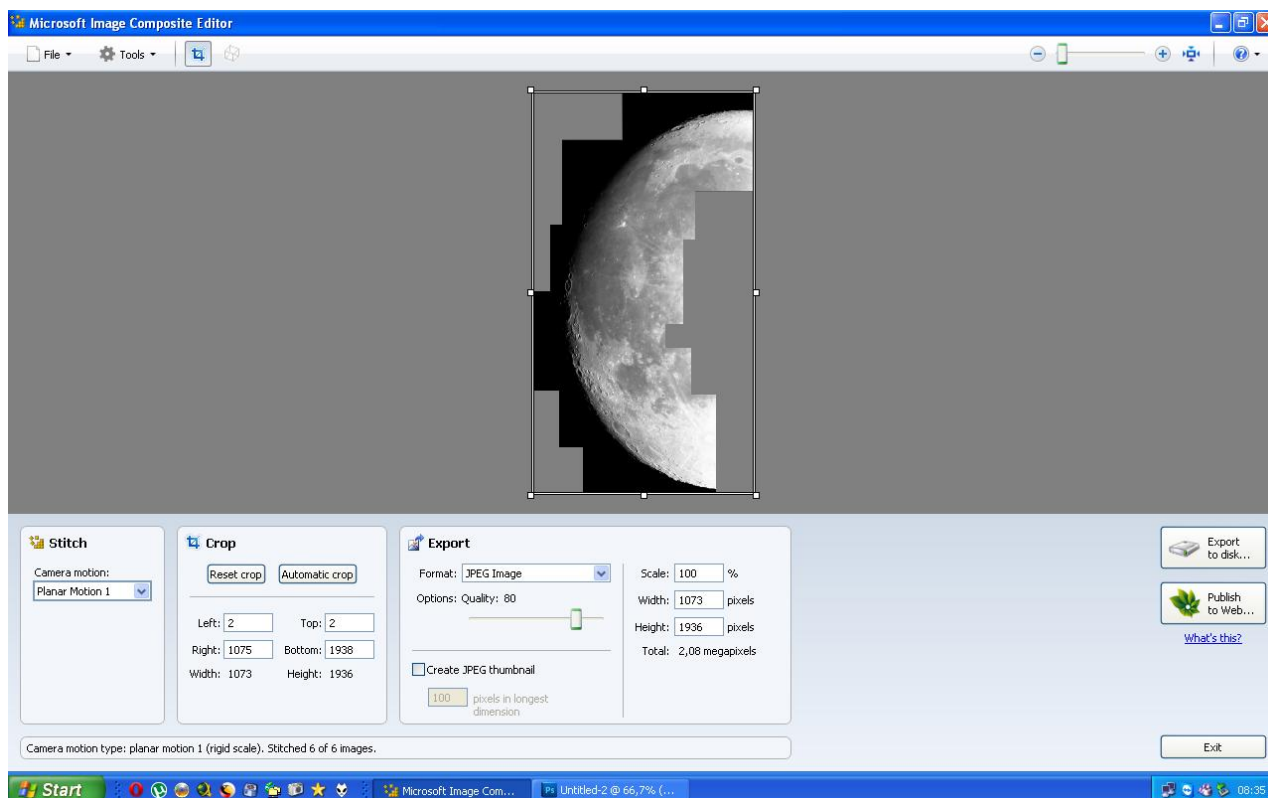 Microsoft Image Composite Editor
File Tools
Stitch
Camera motion:
Planar Motion 1
Crop
Reset crop Automatic crop
Left: 2 Top: 2
Right: 1075 Bottom: 1938
Width: 1073 Height: 1936
Export
Format: JPEG Image
Options: Quality: 80
Create JPEG thumbnail
100 pixels in longest
dimension
Scale: 100 %
Width: 1073 pixels
Height: 1936 pixels
Total: 2,08 megapixels
Export
to disk...
Publish
to Web...
What's this?
Camera motion type: planar motion 1 (rigid scale). Stitched 6 of 6 images.
Exit
Start Microsoft Image Com... Ps Untitled-2 @ 66,7% (... 08:35